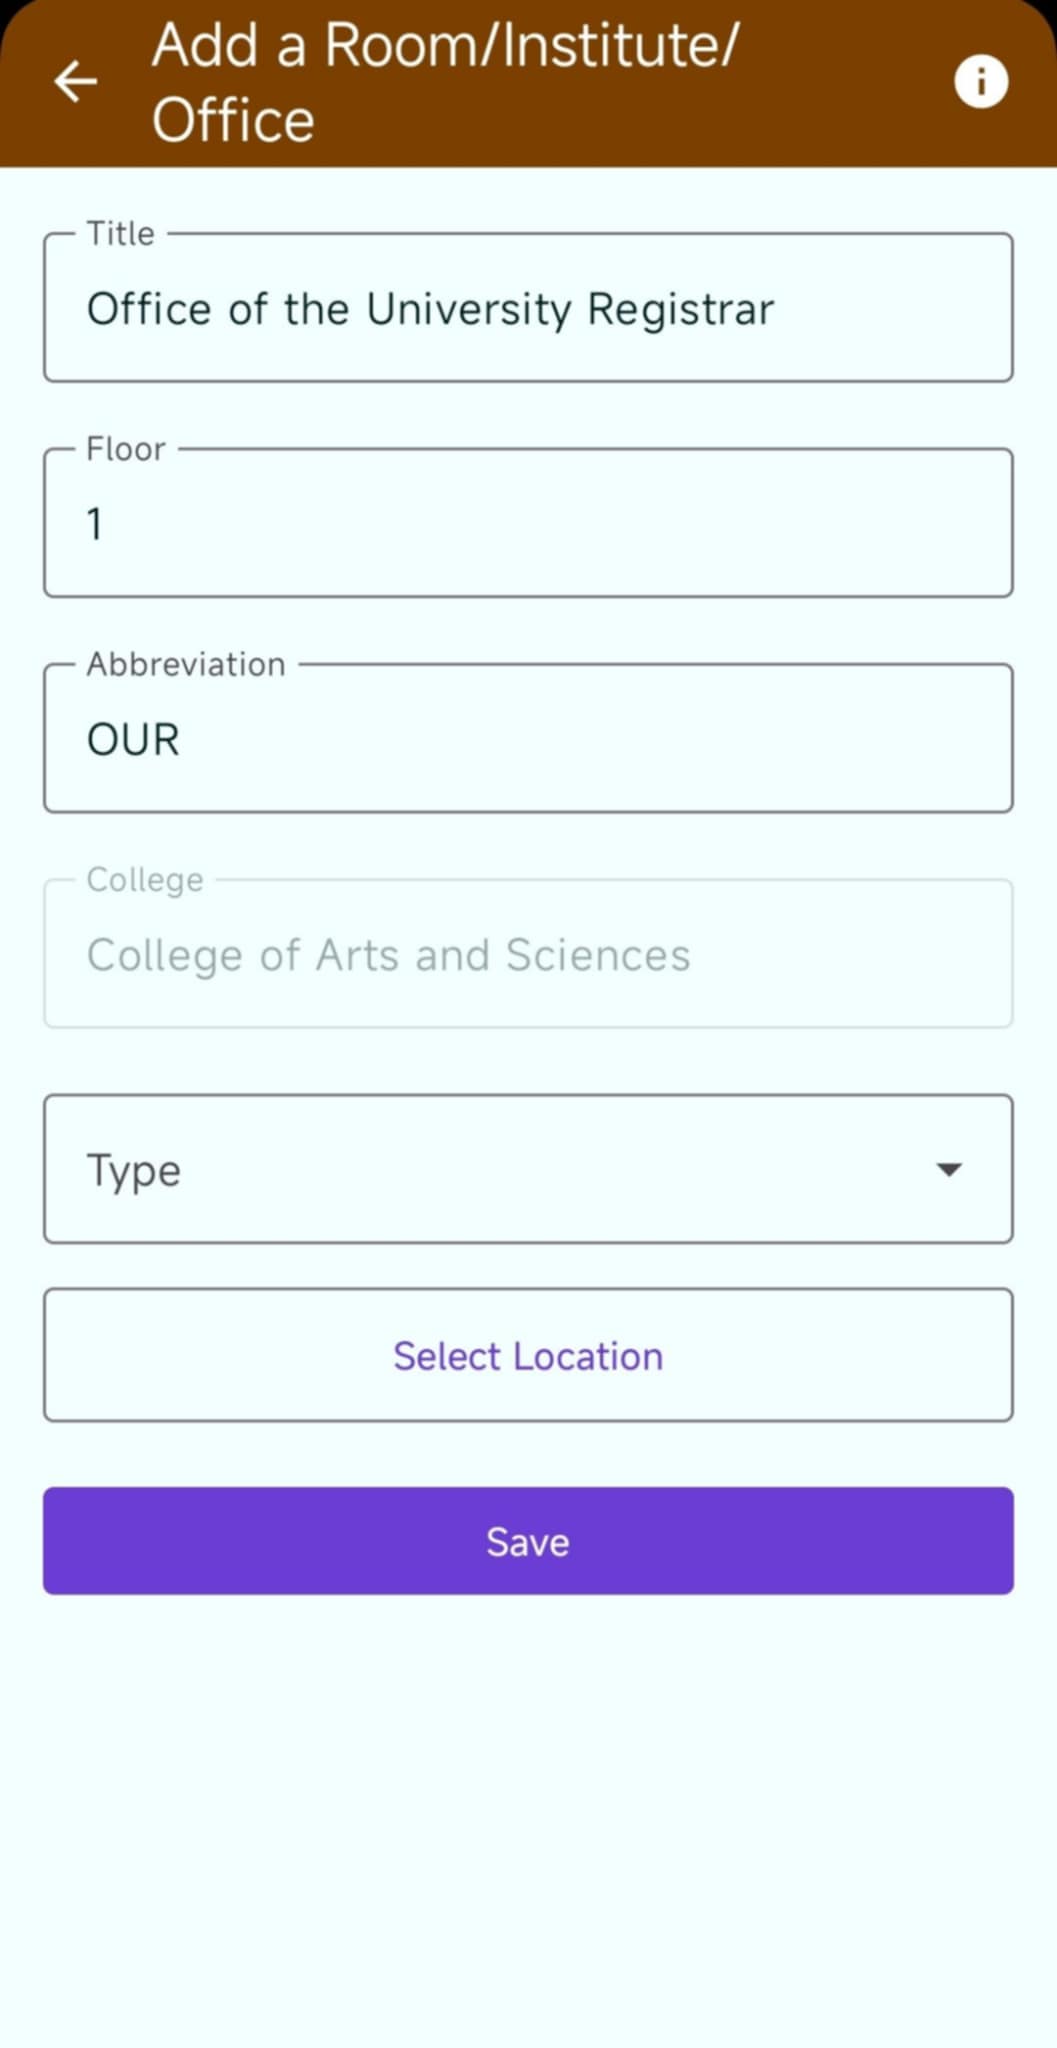 Add a Room/Institute/
Office
Title
Office of the University Registrar
Floor
1
Abbreviation
OUR
College
College of Arts and Sciences
Type
Select Location
Save